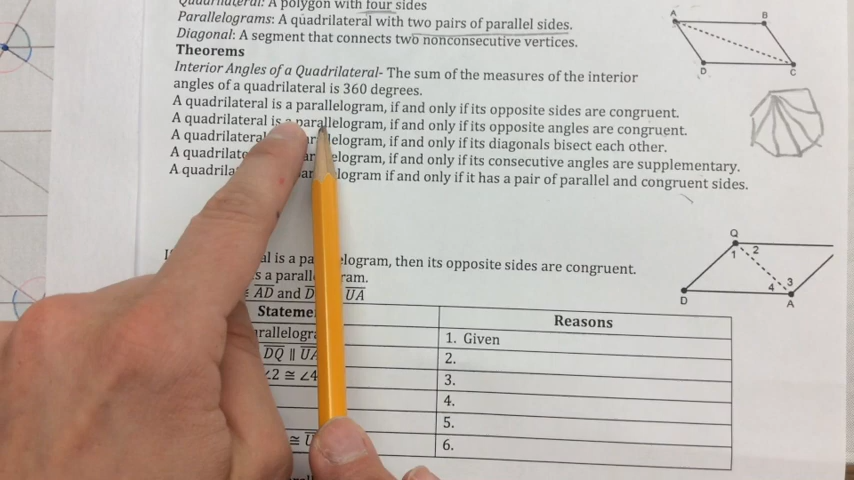 Quadrilateral: A polygon with four sides
Parallelograms: A quadrilateral with two pairs of parallel sides.
Diagonal: A segment that connects two nonconsecutive vertices.
Theorems
Interior Angles of a Quadrilateral- The sum of the measures of the interior
angles of a quadrilateral is 360 degrees.
A quadrilateral is a parallelogram, if and only if its opposite sides are congruent.
A quadrilateral is a parallelogram, if and only if its opposite angles are congruent.
A quadrilateral elogram, if and only if its diagonals bisect each other.
A quadrilate elogram, if and only if its consecutive angles are supplementary.
A quadrila logram if and only if it has a pair of parallel and congruent sides.
A
B
D
C
al is a pa elogram, then its opposite sides are congruent.
s a parall ram.
≅ AD and D UA
Q
1
2
3
4
D
A
Stateme
Reasons
rallelogra
1. Given
DQ ∥ UA
2.
∠2 ≅ ∠4
3.
4.
5.
≅ U
6.